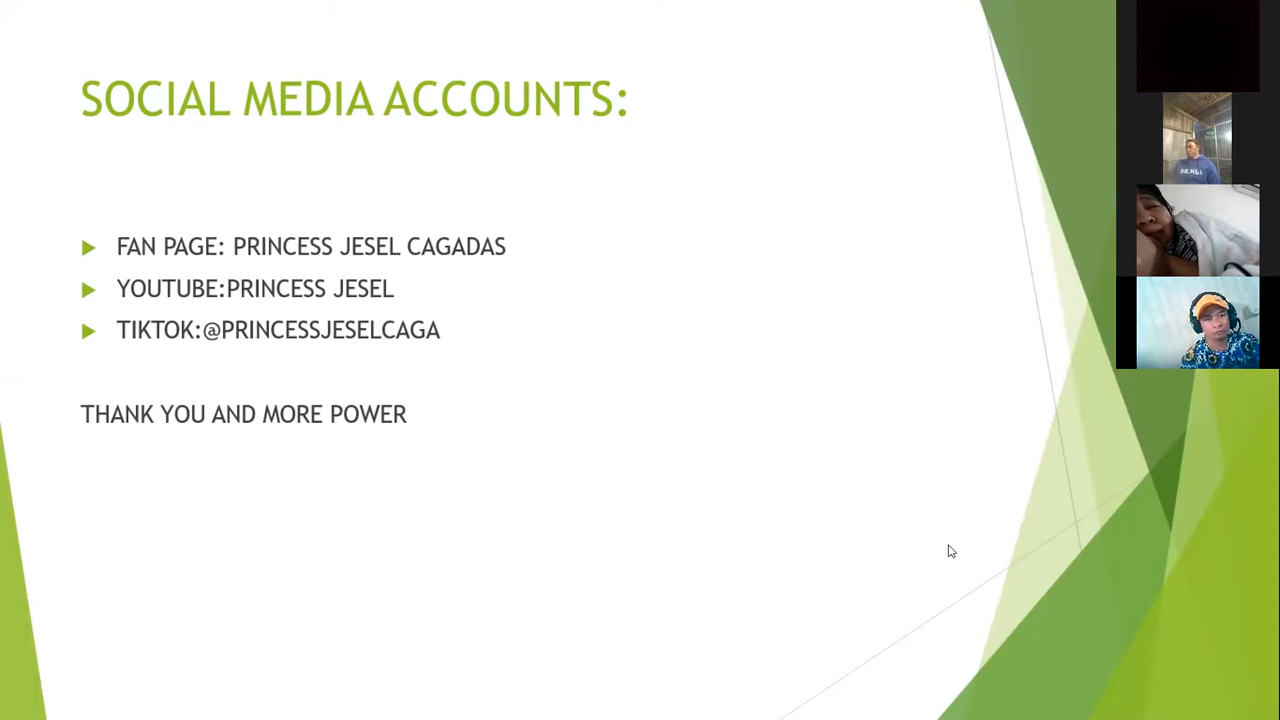 SOCIAL MEDIA ACCOUNTS:
FAN PAGE: PRINCESS JESEL CAGADAS
YOUTUBE:PRINCESS JESEL
TIKTOK:@PRINCESSJESELCAGA
THANK YOU AND MORE POWER